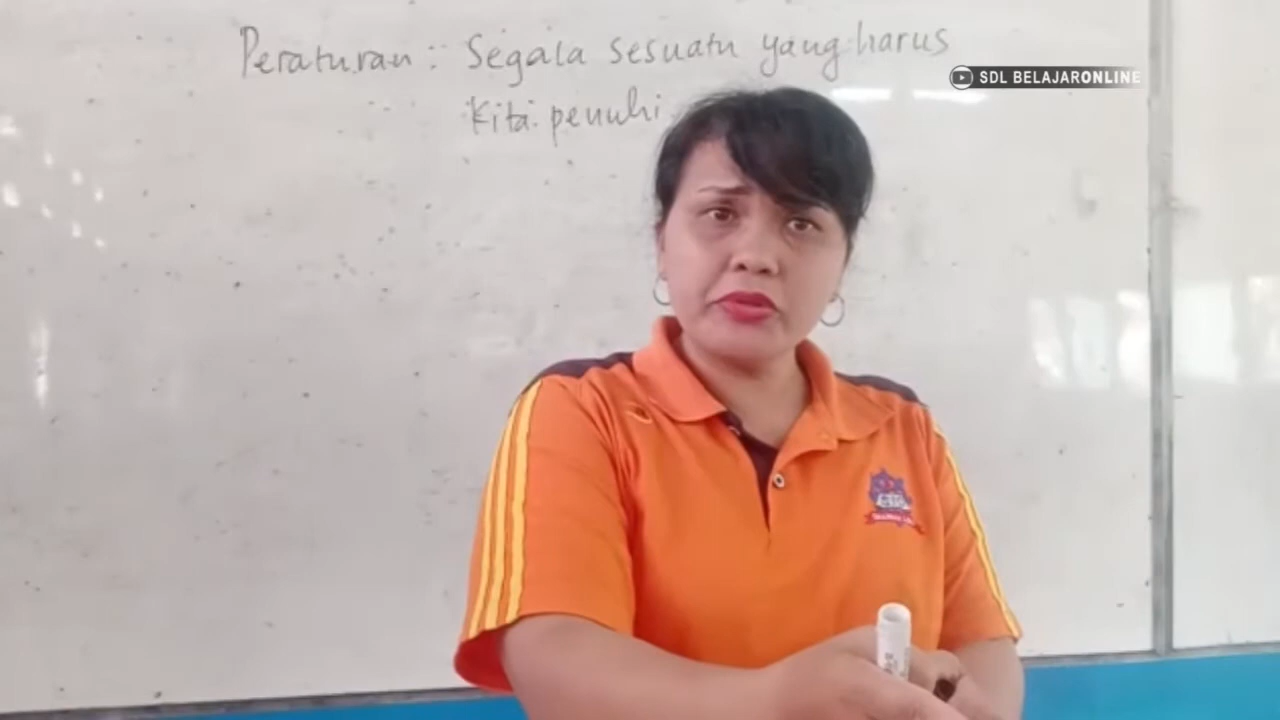 Peraturan : Segala sesuatu yang harus
kita penuhi
SDL BELAJARONLINE